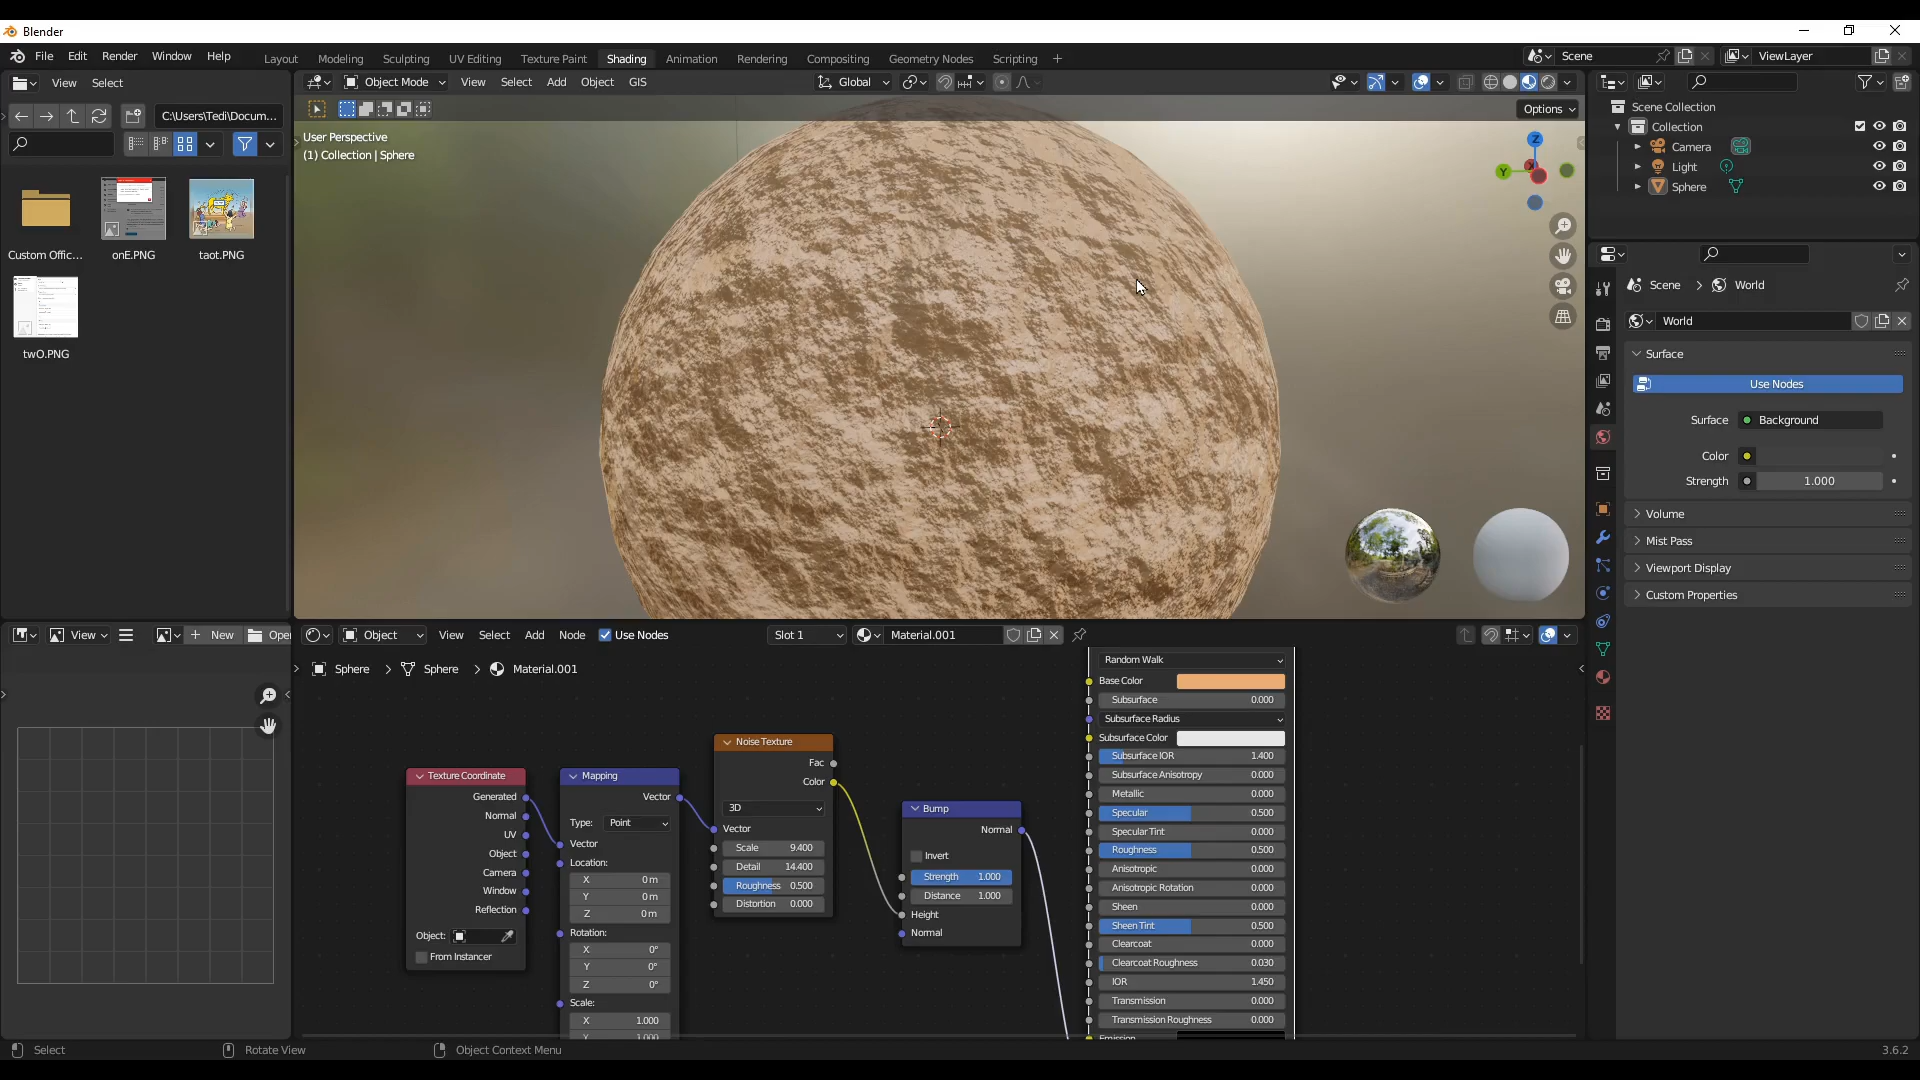 Blender
File Edit Render Window Help
Layout Modeling Sculpting UV Editing Texture Paint Shading Animation Rendering Compositing Geometry Nodes Scripting +
Scene
ViewLayer
View Select
Object Mode View Select Add Object GIS
Global
C:\Users\Tedi\Docum...
Options
User Perspective
(1) Collection | Sphere
Z
Y
X
Custom Offic...
onE.PNG
taot.PNG
twO.PNG
Scene Collection
Collection
Camera
Light
Sphere
Scene > World
World
Surface
Use Nodes
Surface Background
Color
Strength 1.000
Volume
Mist Pass
Viewport Display
Custom Properties
View
+ New
Open
Object View Select Add Node Use Nodes
Slot 1
Material.001
Sphere > Sphere > Material.001
Texture Coordinate
Generated
Normal
UV
Object
Camera
Window
Reflection
Object:
From Instancer
Mapping
Vector
Type: Point
Vector
Location:
X 0 m
Y 0 m
Z 0 m
Rotation:
X 0°
Y 0°
Z 0°
Scale:
X 1.000
Y 1.000
Noise Texture
Fac
Color
3D
Vector
Scale 9.400
Detail 14.400
Roughness 0.500
Distortion 0.000
Bump
Normal
Invert
Strength 1.000
Distance 1.000
Height
Normal
Random Walk
Base Color
Subsurface 0.000
Subsurface Radius
Subsurface Color
Subsurface IOR 1.400
Subsurface Anisotropy 0.000
Metallic 0.000
Specular 0.500
Specular Tint 0.000
Roughness 0.500
Anisotropic 0.000
Anisotropic Rotation 0.000
Sheen 0.000
Sheen Tint 0.500
Clearcoat 0.000
Clearcoat Roughness 0.030
IOR 1.450
Transmission 0.000
Transmission Roughness 0.000
Emission
Select
Rotate View
Object Context Menu
3.6.2